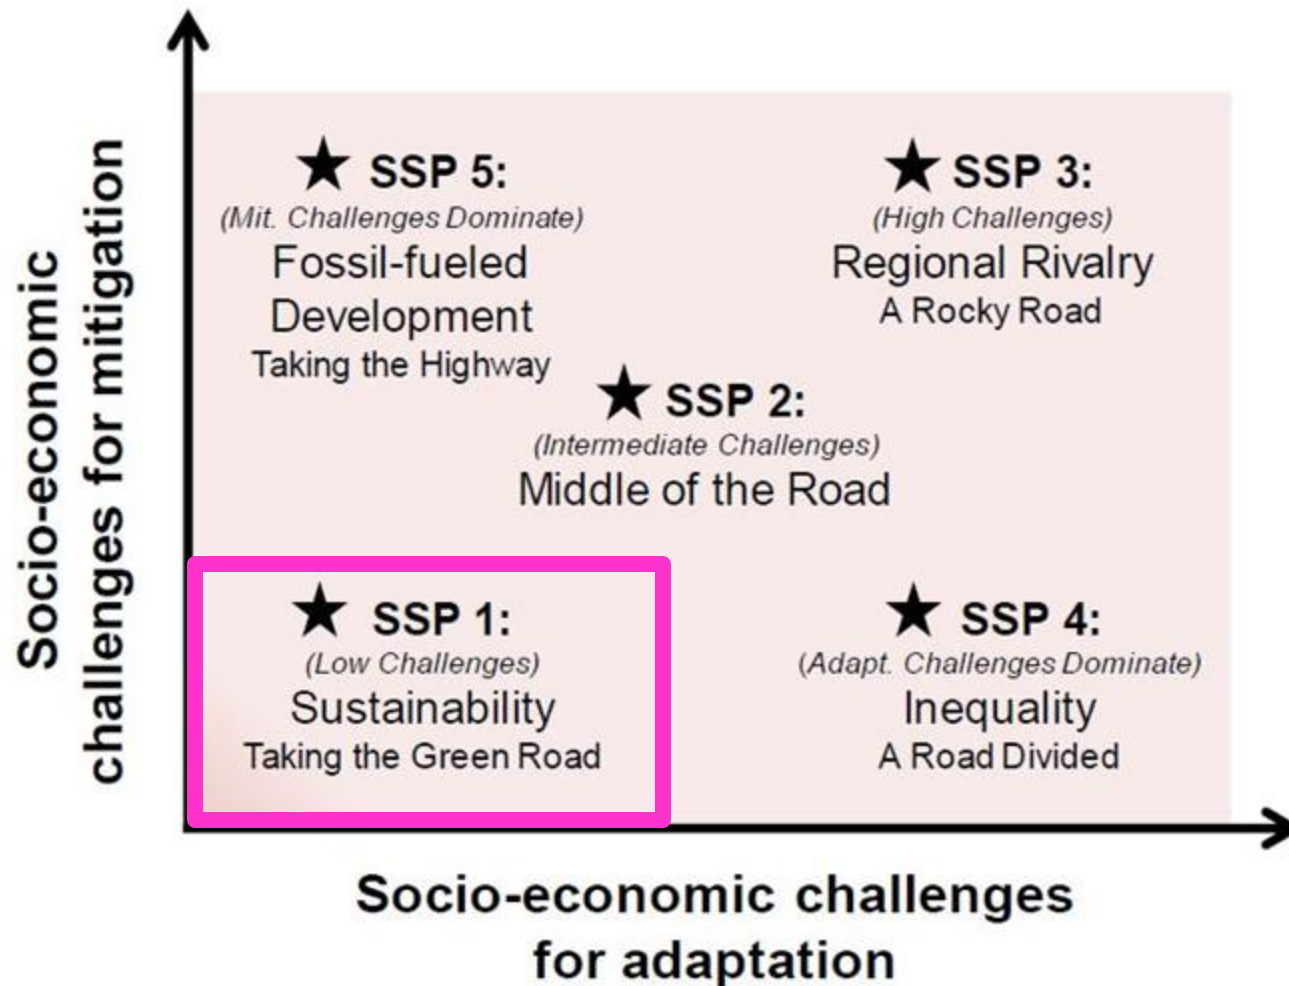 Socio-economic
challenges for mitigation
SSP 5:
(Mit. Challenges Dominate)
Fossil-fueled
Development
Taking the Highway
SSP 3:
(High Challenges)
Regional Rivalry
A Rocky Road
SSP 2:
(Intermediate Challenges)
Middle of the Road
SSP 1:
(Low Challenges)
Sustainability
Taking the Green Road
SSP 4:
(Adapt. Challenges Dominate)
Inequality
A Road Divided
Socio-economic challenges
for adaptation